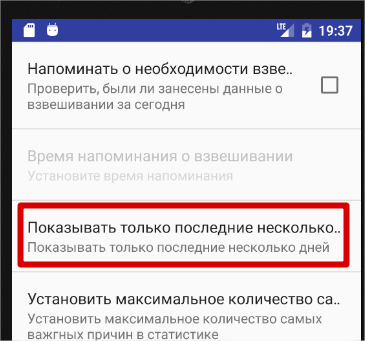 LTE 19:37
Напоминать о необходимости взве..
Проверить, были ли занесены данные о
взвешивании за сегодня
Время напоминания о взвешивании
Установите время напоминания
Показывать только последние несколько..
Показывать только последние несколько дней
Установить максимальное количество са..
Установить максимальное количество самых
важгных причин в статистике